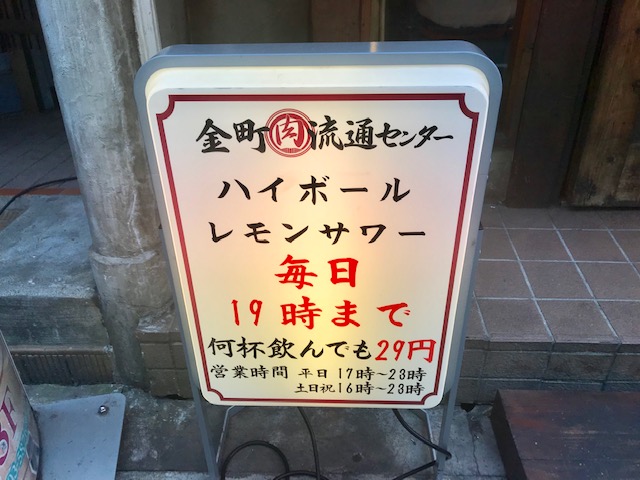 金町肉流通センター
ハイボール
レモンサワー
毎日
19時まで
何杯飲んでも29円
営業時間 平日 17時〜23時
土日祝16時〜23時